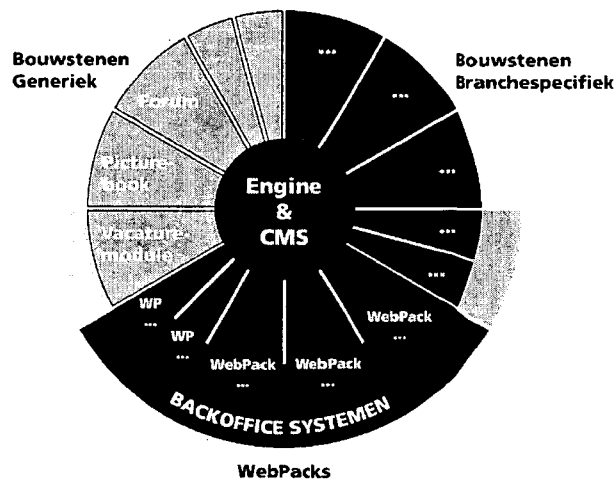 Bouwstenen
Generiek
Bouwstenen
Branchespecifiek
...
...
...
...
...
Forum
Picture-
book
Vacature-
module
Engine
&
CMS
WP
...
WP
...
WebPack
...
WebPack
...
WebPack
...
BACKOFFICE SYSTEMEN
WebPacks